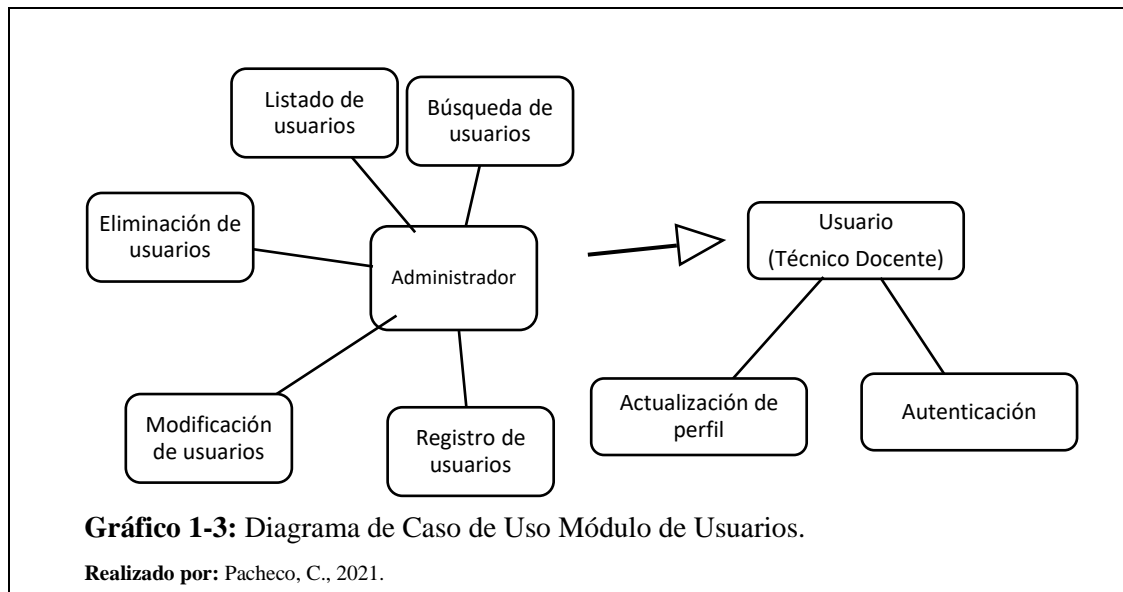 Listado de
usuarios
Búsqueda de
usuarios
Eliminación de
usuarios
Administrador
Usuario
(Técnico Docente)
Modificación
de usuarios
Registro de
usuarios
Actualización de
perfil
Autenticación
Gráfico 1-3: Diagrama de Caso de Uso Módulo de Usuarios.
Realizado por: Pacheco, C., 2021.